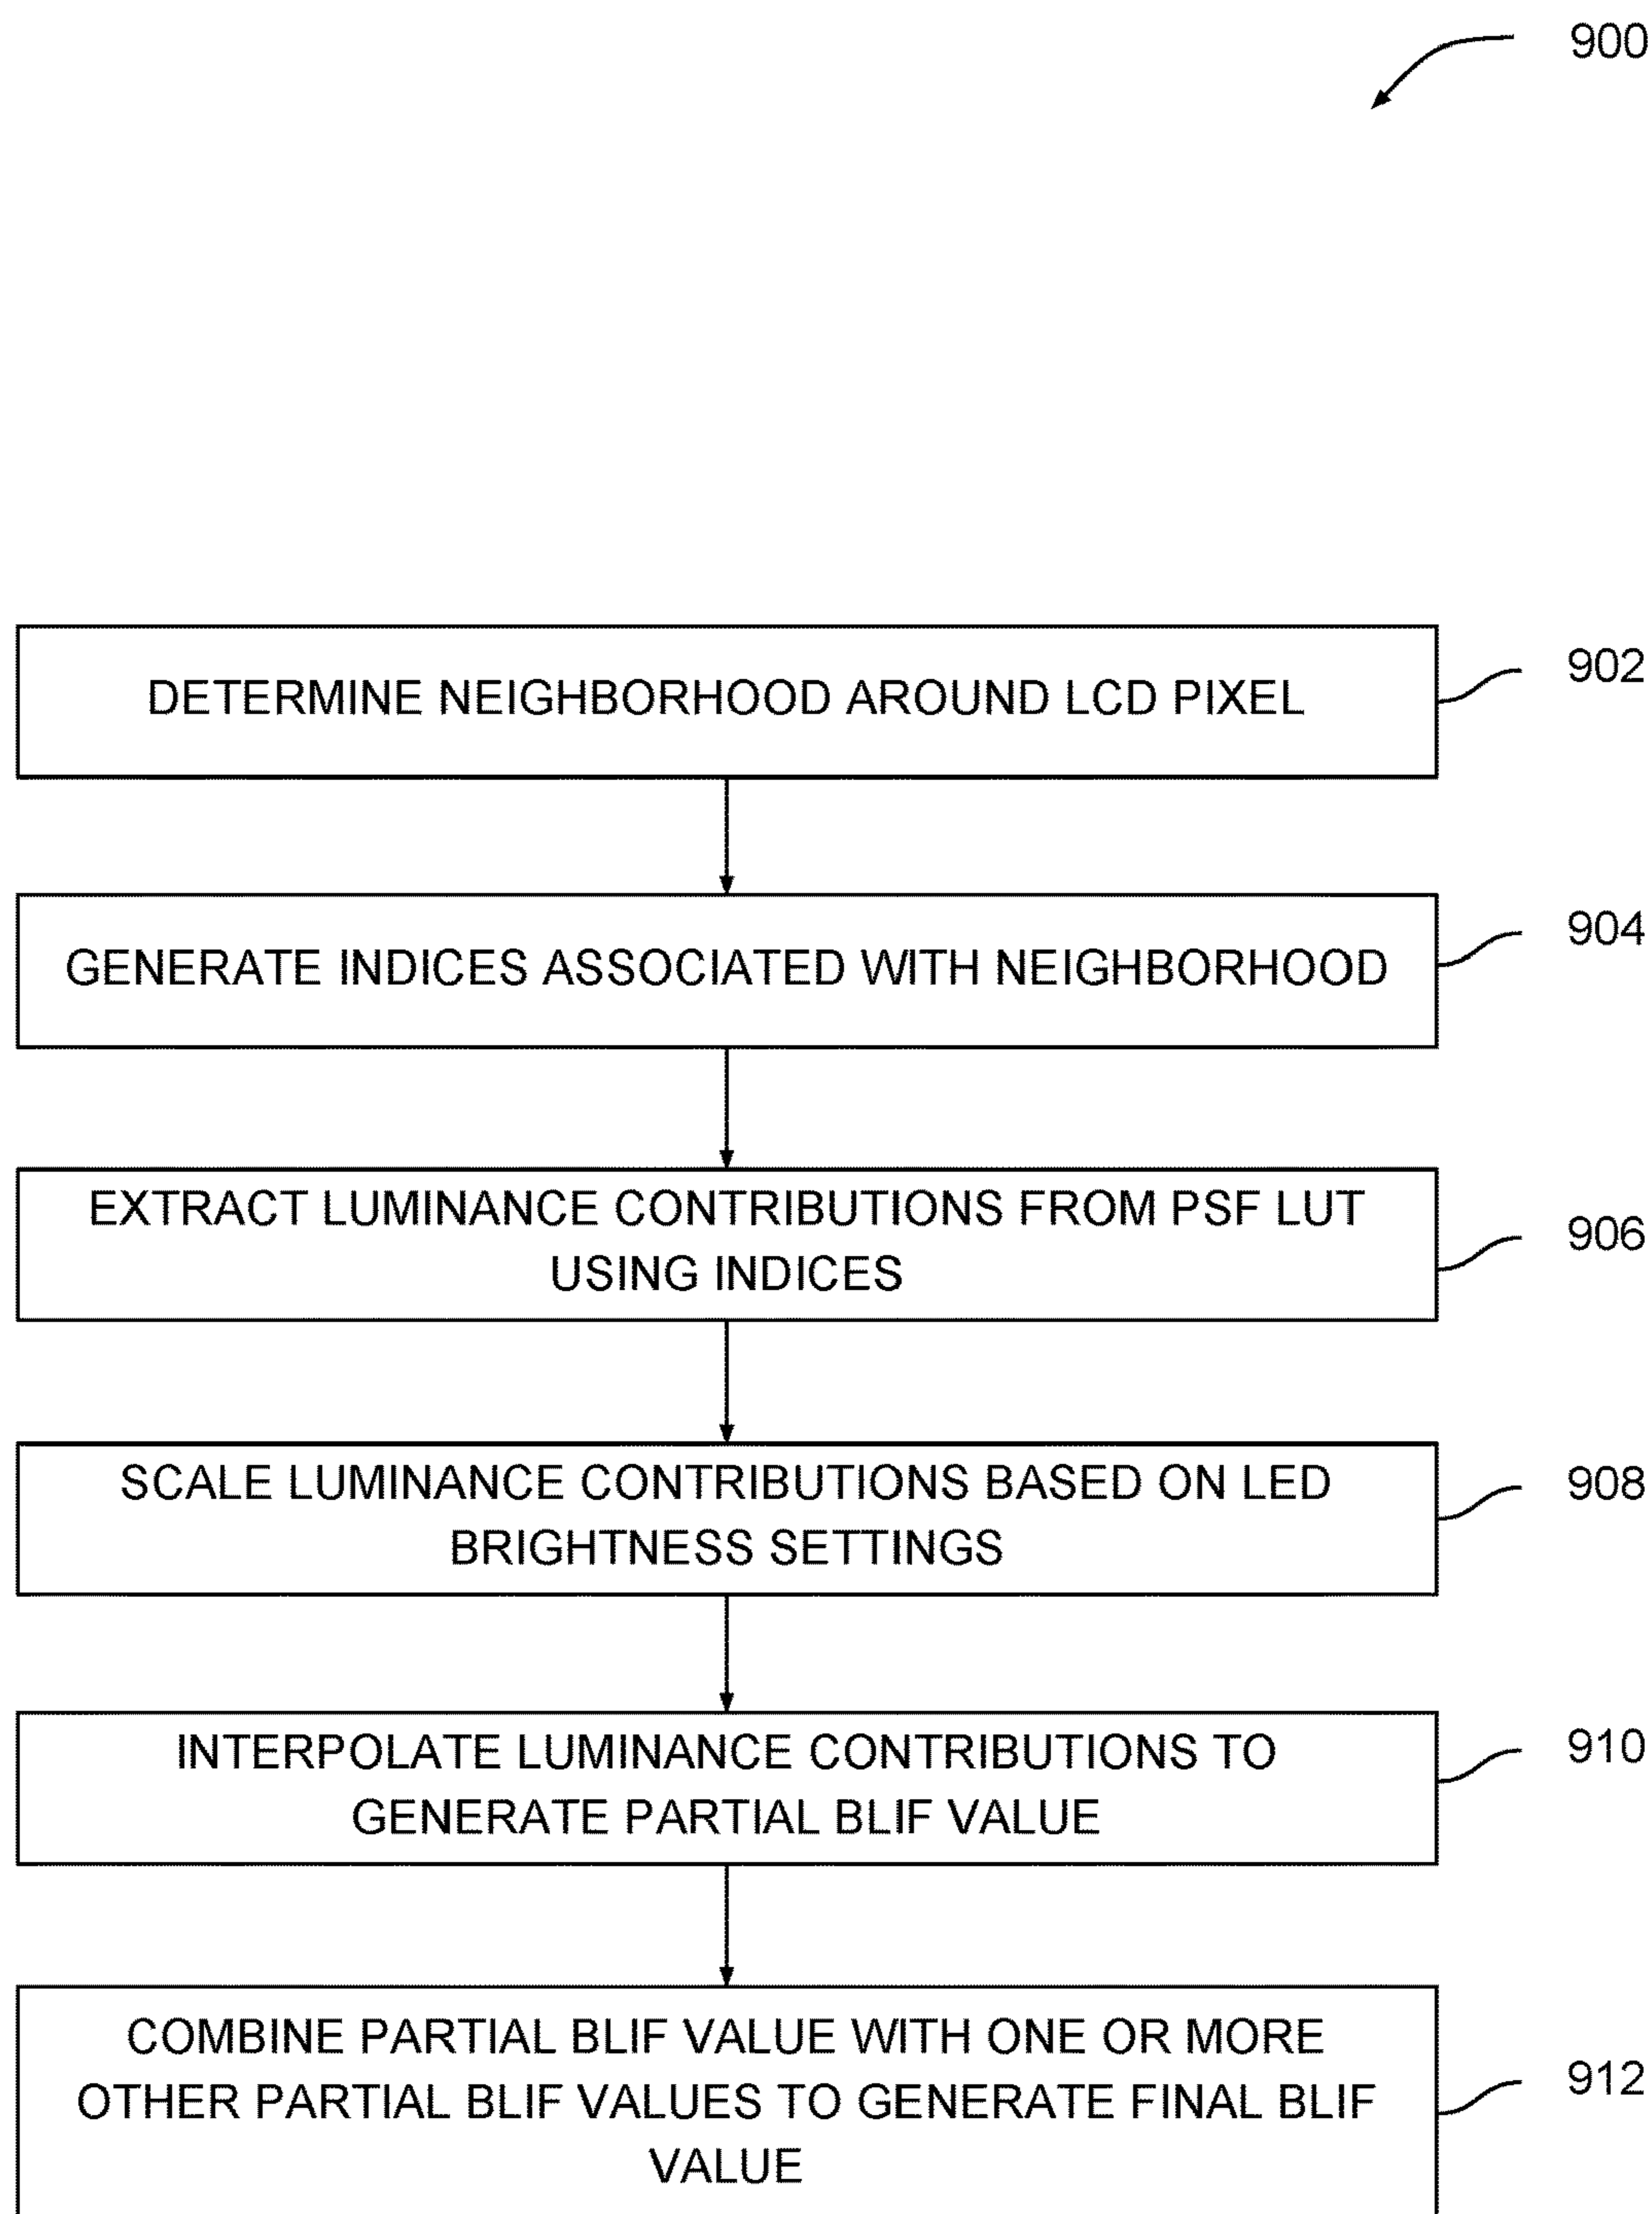 900
DETERMINE NEIGHBORHOOD AROUND LCD PIXEL
902
GENERATE INDICES ASSOCIATED WITH NEIGHBORHOOD
904
EXTRACT LUMINANCE CONTRIBUTIONS FROM PSF LUT
USING INDICES
906
SCALE LUMINANCE CONTRIBUTIONS BASED ON LED
BRIGHTNESS SETTINGS
908
INTERPOLATE LUMINANCE CONTRIBUTIONS TO
GENERATE PARTIAL BLIF VALUE
910
COMBINE PARTIAL BLIF VALUE WITH ONE OR MORE
OTHER PARTIAL BLIF VALUES TO GENERATE FINAL BLIF
VALUE
912